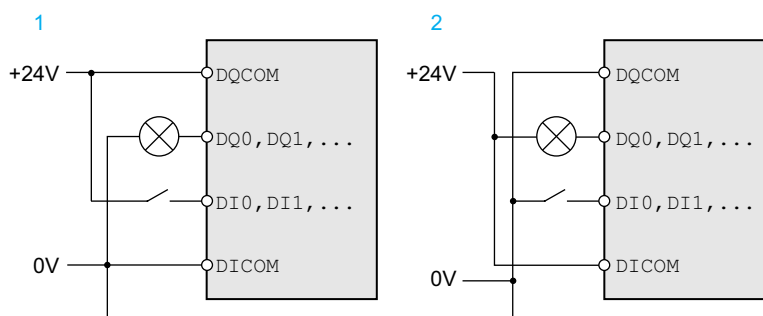 1
+24V
DQCOM
DQ0,DQ1,...
DI0,DI1,...
0V
DICOM
2
+24V
DQCOM
DQ0,DQ1,...
DI0,DI1,...
DICOM
0V